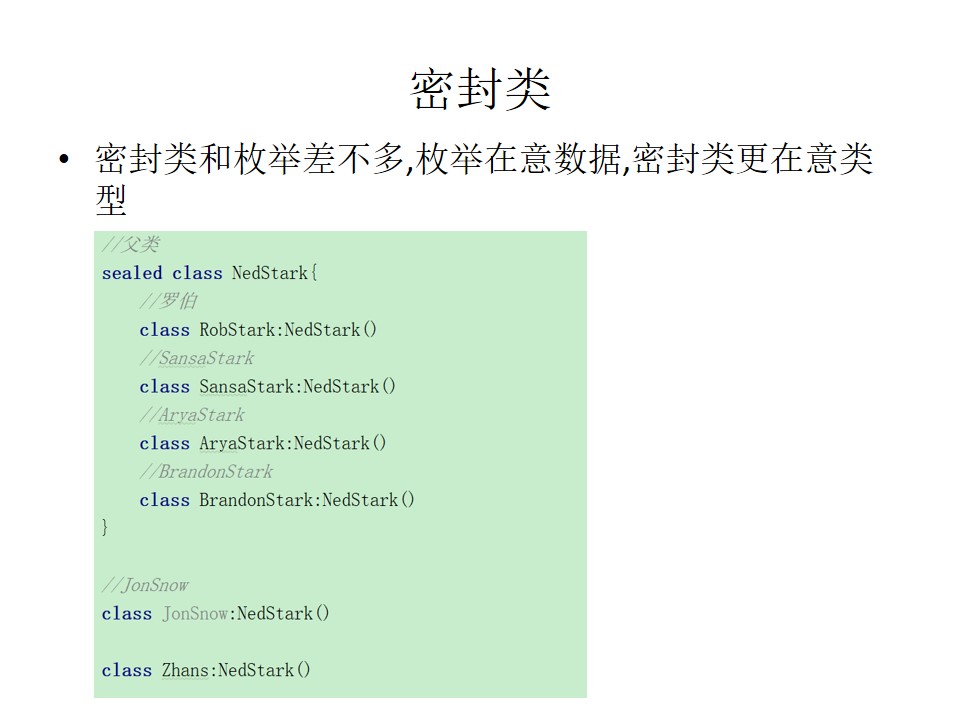 密封类
• 密封类和枚举差不多,枚举在意数据,密封类更在意类
型
//父类
sealed class NedStark{
//罗伯
class RobStark:NedStark()
//SansaStark
class SansaStark:NedStark()
//AryaStark
class AryaStark:NedStark()
//BrandonStark
class BrandonStark:NedStark()
}
//JonSnow
class JonSnow:NedStark()
class Zhans:NedStark()